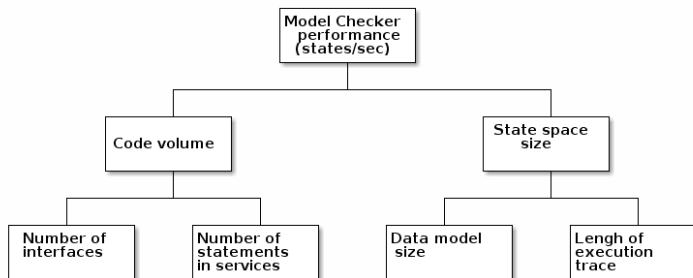 Model Checker
performance
(states/sec)
Code volume
State space
size
Number of
interfaces
Number of
statements
in services
Data model
size
Lengh of
execution
trace